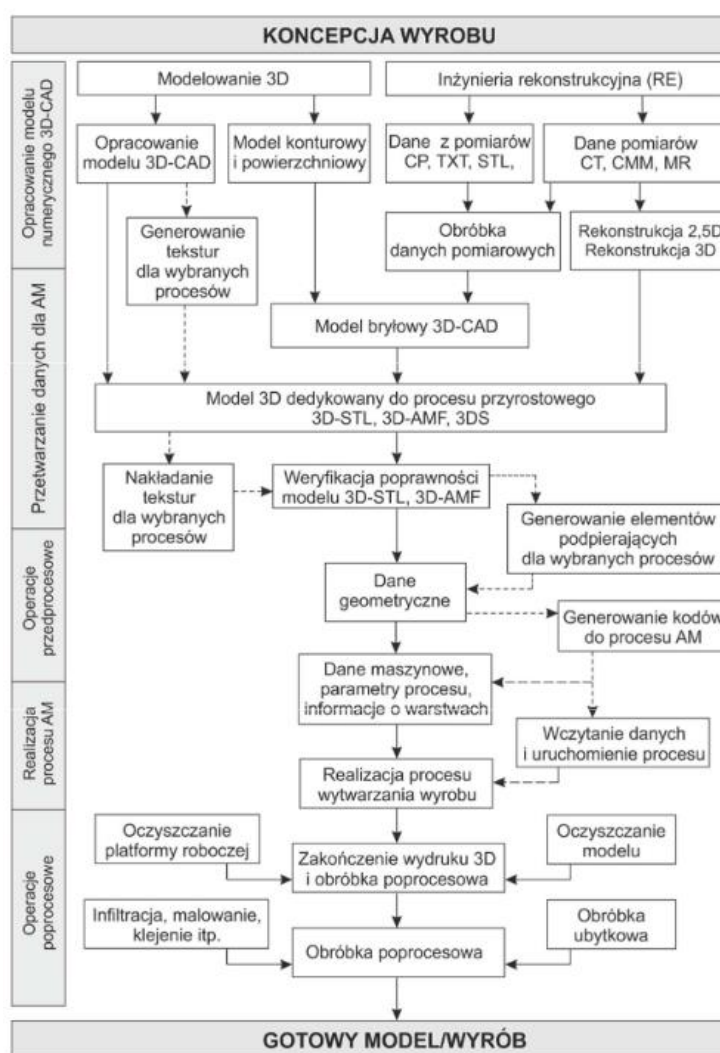 KONCEPCJA WYROBU
Opracowanie modelu
numerycznego 3D-CAD
Modelowanie 3D
Inżynieria rekonstrukcyjna (RE)
Opracowanie
modelu 3D-CAD
Model konturowy
i powierzchniowy
Dane z pomiarów
CP, TXT, STL,
Dane pomiarów
CT, CMM, MR
Generowanie
tekstur
dla wybranych
procesów
Obróbka
danych pomiarowych
Rekonstrukcja 2,5D
Rekonstrukcja 3D
Przetwarzanie danych dla AM
Model bryłowy 3D-CAD
Model 3D dedykowany do procesu przyrostowego
3D-STL, 3D-AMF, 3DS
Nakładanie
tekstur
dla wybranych
procesów
Weryfikacja poprawności
modelu 3D-STL, 3D-AMF
Generowanie elementów
podpierających
dla wybranych procesów
Operacje
przedprocesowe
Dane
geometryczne
Generowanie kodów
do procesu AM
Dane maszynowe,
parametry procesu,
informacje o warstwach
Realizacja
procesu AM
Wczytanie danych
i uruchomienie procesu
Realizacja procesu
wytwarzania wyrobu
Operacje
poprocesowe
Oczyszczanie
platformy roboczej
Zakończenie wydruku 3D
i obróbka poprocesowa
Oczyszczanie
modelu
Infiltracja, malowanie,
klejenie itp.
Obróbka poprocesowa
Obróbka
ubytkowa
GOTOWY MODEL/WYRÓB